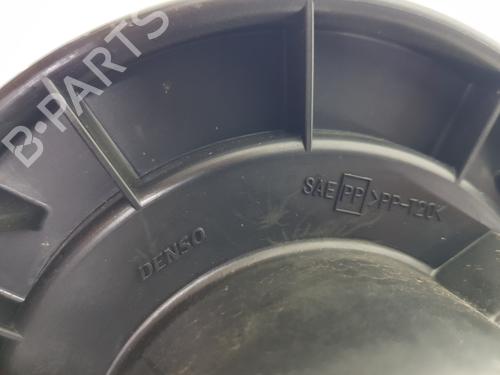 B-PARTS
SAE PP >PP-T20<
DENSO